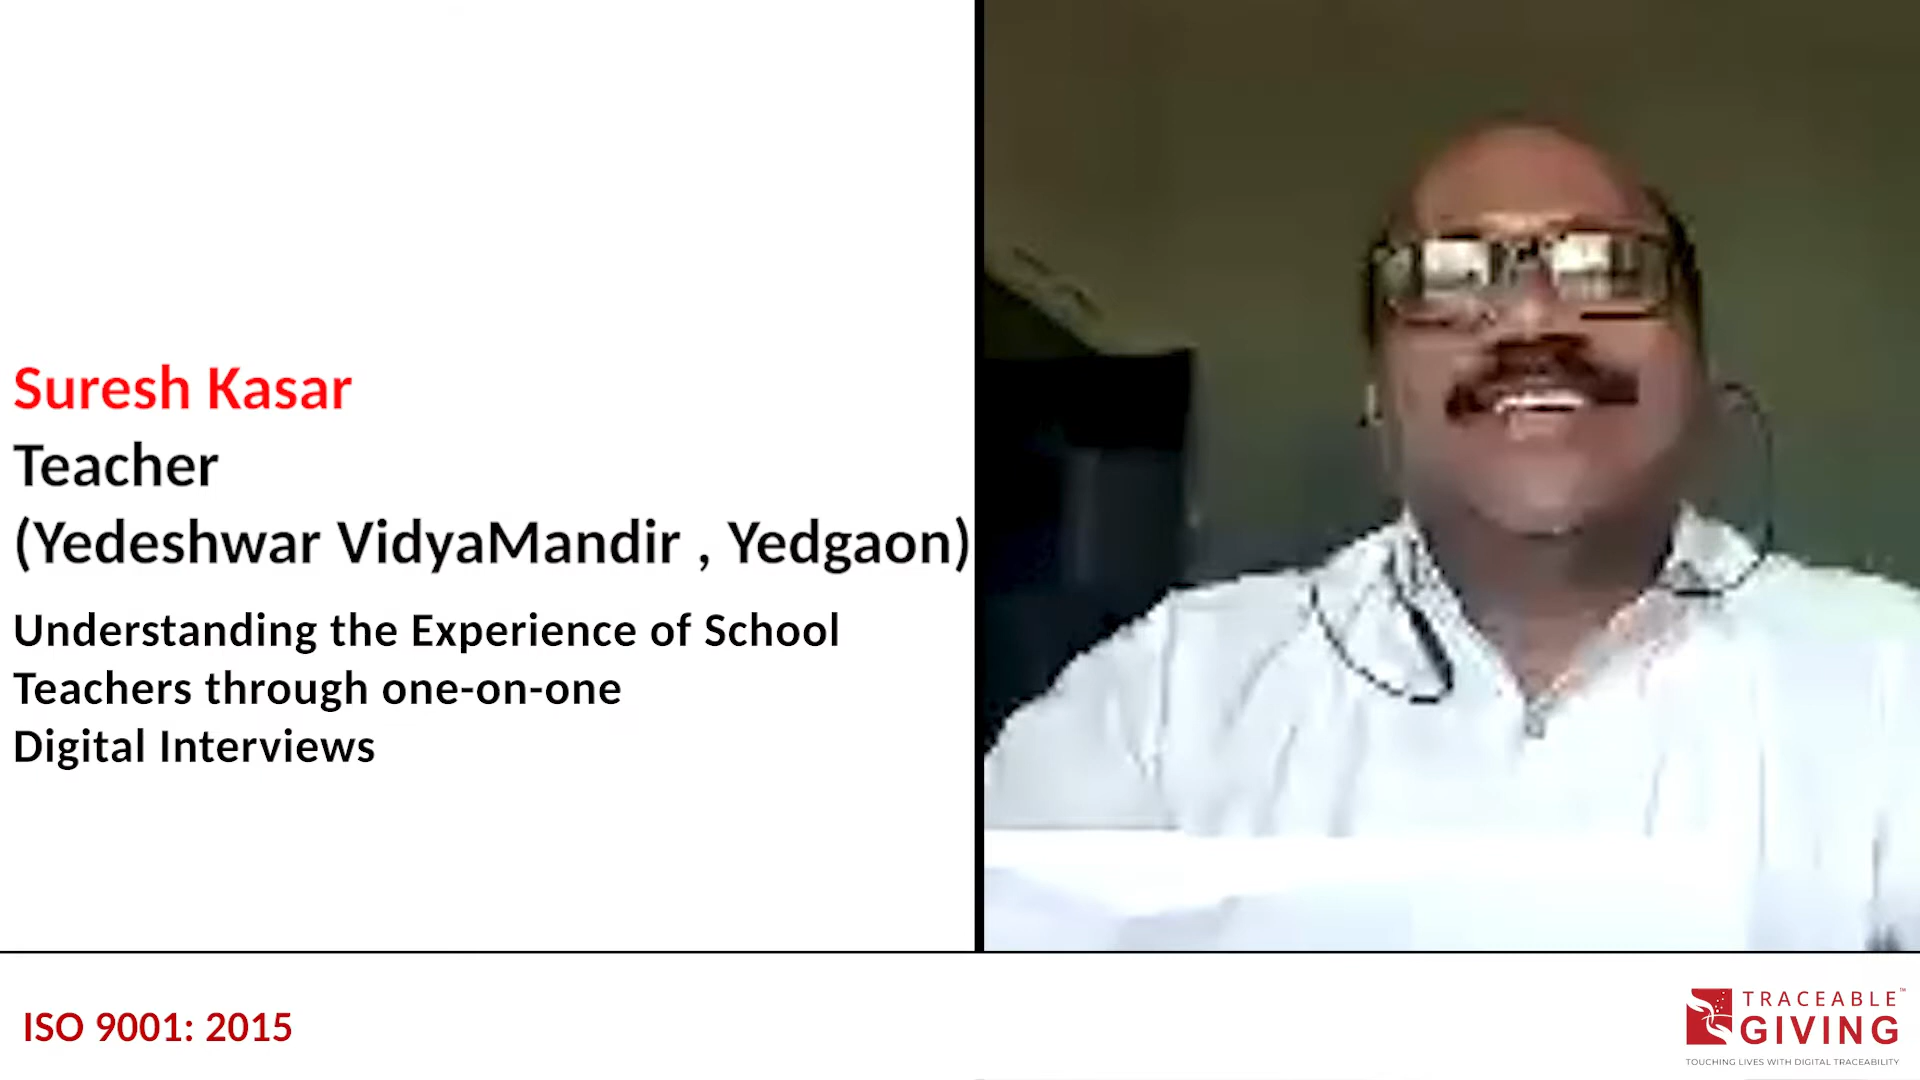 Suresh Kasar
Teacher
(Yedeshwar VidyaMandir , Yedgaon)
Understanding the Experience of School
Teachers through one-on-one
Digital Interviews
ISO 9001: 2015
TRACEABLE™
GIVING
TOUCHING LIVES WITH DIGITAL TRACEABILITY